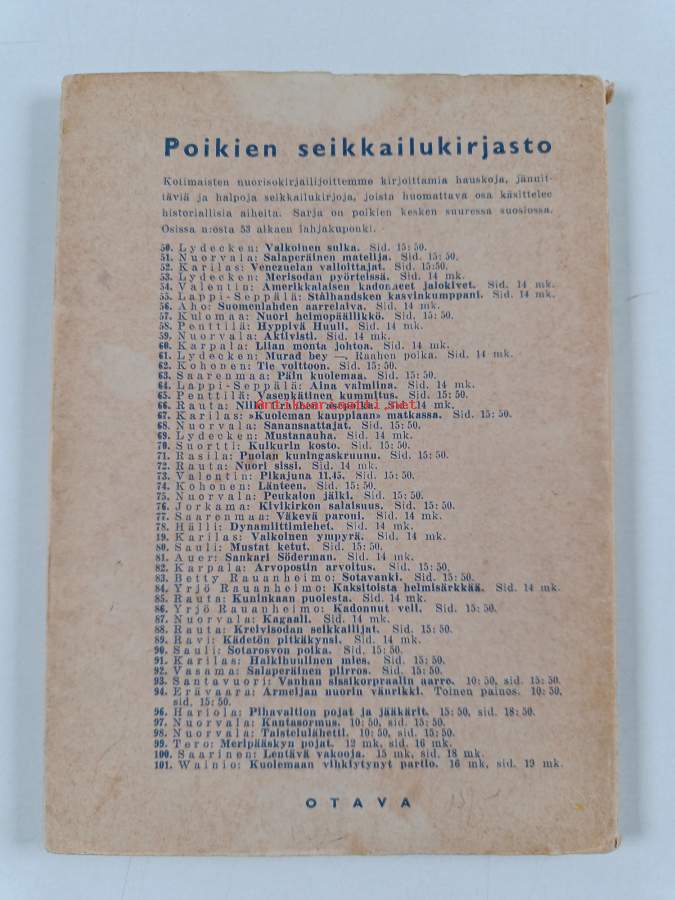 Poikien seikkailukirjasto
Kotimaisten nuorisokirjailijoittemme kirjoittamia hauskoja, jännit-
täviä ja halpoja seikkailukirjoja, joista huomattava osa käsittelee
historiallisia aiheita. Sarja on poikien kesken suuressa suosiossa.
Osissa n:osta 53 alkaen lahjakuponki.
50. Lydecken: Valkoinen sulka. Sid. 15:50.
51. Nuorvala: Salaperäinen matelija. Sid. 15:50.
52. Karilas: Venezuelan valloittajat. Sid. 15:50.
53. Lydecken: Merisodan pyörteissä. Sid. 14 mk.
54. Valentin: Amerikkalaisen kadonneet jalokivet. Sid. 14 mk.
55. Lappi-Seppälä: Stålhandsken kasvinkumppani. Sid. 14 mk.
56. Aho: Suomenlahden aarrelaiva. Sid. 14 mk.
57. Kulomaa: Nuori heimopäällikkö. Sid. 15:50.
58. Penttilä: Hyppivä Huuli. Sid. 14 mk.
59. Nuorvala: Aktivisti. Sid. 14 mk.
60. Karpala: Liian monta johtoa. Sid. 14 mk.
61. Lydecken: Murad bey —, Raahen poika. Sid. 14 mk.
62. Kohonen: Tie voittoon. Sid. 15:50.
63. Saarenmaa: Päin kuolemaa. Sid. 14 mk.
64. Lappi-Seppälä: Aina valmiina. Sid. 14 mk.
65. Penttilä: Vasenkätinen kummitus. Sid. 15:50.
66. Rauta: Sid. 14 mk.
antikvaarisetti.net
67. Karilas: »Kuoleman kauppiaan» matkassa. Sid. 15:50.
68. Nuorvala: Sanansaattajat. Sid. 15:50.
69. Lydecken: Mustanauha. Sid. 14 mk.
70. Suortti: Kulkurin kosto. Sid. 15:50.
71. Rasila: Puolan kuningaskruunu. Sid. 15:50.
72. Rauta: Nuori sissi. Sid. 14 mk.
73. Valentin: Pikajuna 11.45. Sid. 15:50.
74. Kohonen: Länteen. Sid. 15:50.
75. Nuorvala: Peukalon jälki. Sid. 15:50.
76. Jorkama: Kivikirkon salaisuus. Sid. 15:50.
77. Saarenmaa: Väkevä paroni. Sid. 14 mk.
78. Hälli: Dynamiittimiehet. Sid. 14 mk.
19. Karilas: Valkoinen ympyrä. Sid. 14 mk.
80. Sauli: Mustat ketut. Sid. 15:50.
81. Auer: Sankari Söderman. Sid. 14 mk.
82. Karpala: Arvopostin arvoitus. Sid. 15:50.
83. Betty Rauanheimo: Sotavanki. Sid. 14 mk.
84. Yrjö Rauanheimo: Kaksitoista helmisärkkää. Sid. 14 mk.
85. Rauta: Kuninkaan puolesta. Sid. 14 mk.
86. Yrjö Rauanheimo: Kadonnut veli. Sid. 15:50.
87. Nuorvala: Kagaali. Sid. 14 mk.
88. Rauta: Kreivisodan seikkailijat. Sid. 15:50.
89. Ravi: Kädetön pitkäkynsi. Sid. 14 mk.
90. Sauli: Sotarosvon poika. Sid. 15:50.
91. Karilas: Halkihuulinen mies. Sid. 15:50.
92. Vasama: Salaperäinen piirros. Sid. 15:50.
93. Santavuori: Vanhan sissikorpraalin aarre. 10:50, sid. 15:50.
94. Erävaara: Armeijan nuorin vänrikki. Toinen painos. 10:50,
sid. 15:50.
96. Hariola: Pihavaltion pojat ja jääkärit. 15:50, sid. 18:50.
97. Nuorvala: Kantasormus. 10:50, sid. 15:50.
98. Nuorvala: Taistelulähetti. 10:50, sid. 15:50.
99. Tero: Meripääskyn pojat. 12 mk, sid. 16 mk.
100. Saarinen: Lentävä vakooja. 15 mk, sid. 18 mk.
101. Wainio: Kuolemaan vihkiytynyt partio. 16 mk, sid. 19 mk.
OTAVA